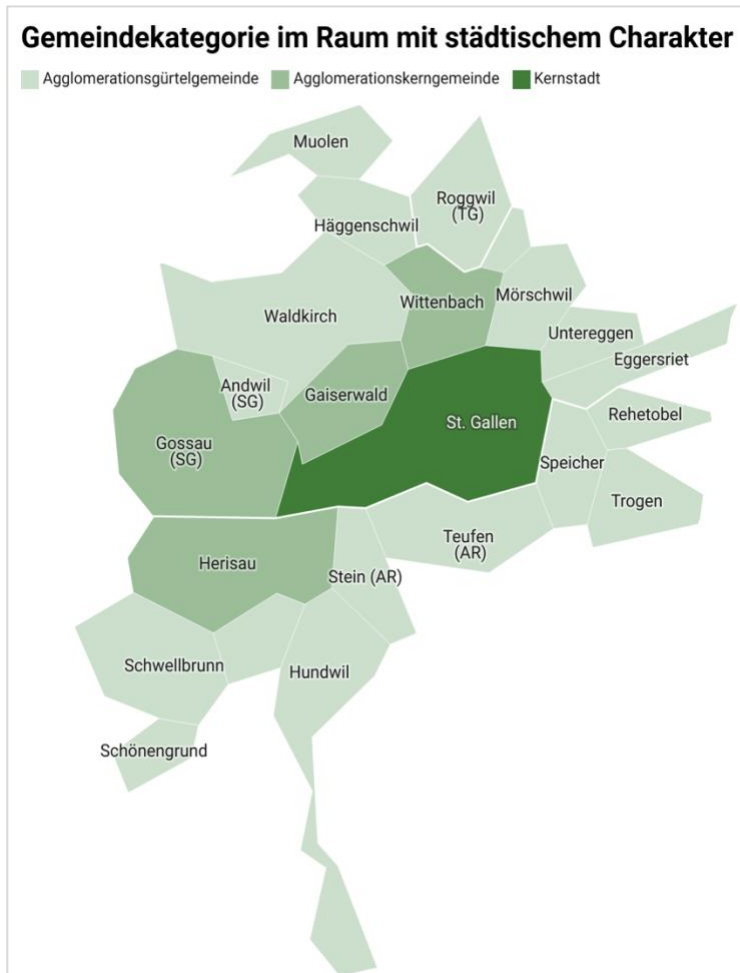 Gemeindekategorie im Raum mit städtischem Charakter
Agglomerationsgürtelgemeinde Agglomerationskerngemeinde Kernstadt
Muolen
Roggwil
(TG)
Häggenschwil
Wittenbach
Mörschwil
Waldkirch
Untereggen
Eggersriet
Andwil
(SG)
Gaiserwald
Rehetobel
St. Gallen
Gossau
(SG)
Speicher
Trogen
Teufen
(AR)
Herisau
Stein (AR)
Schwellbrunn
Hundwil
Schönengrund